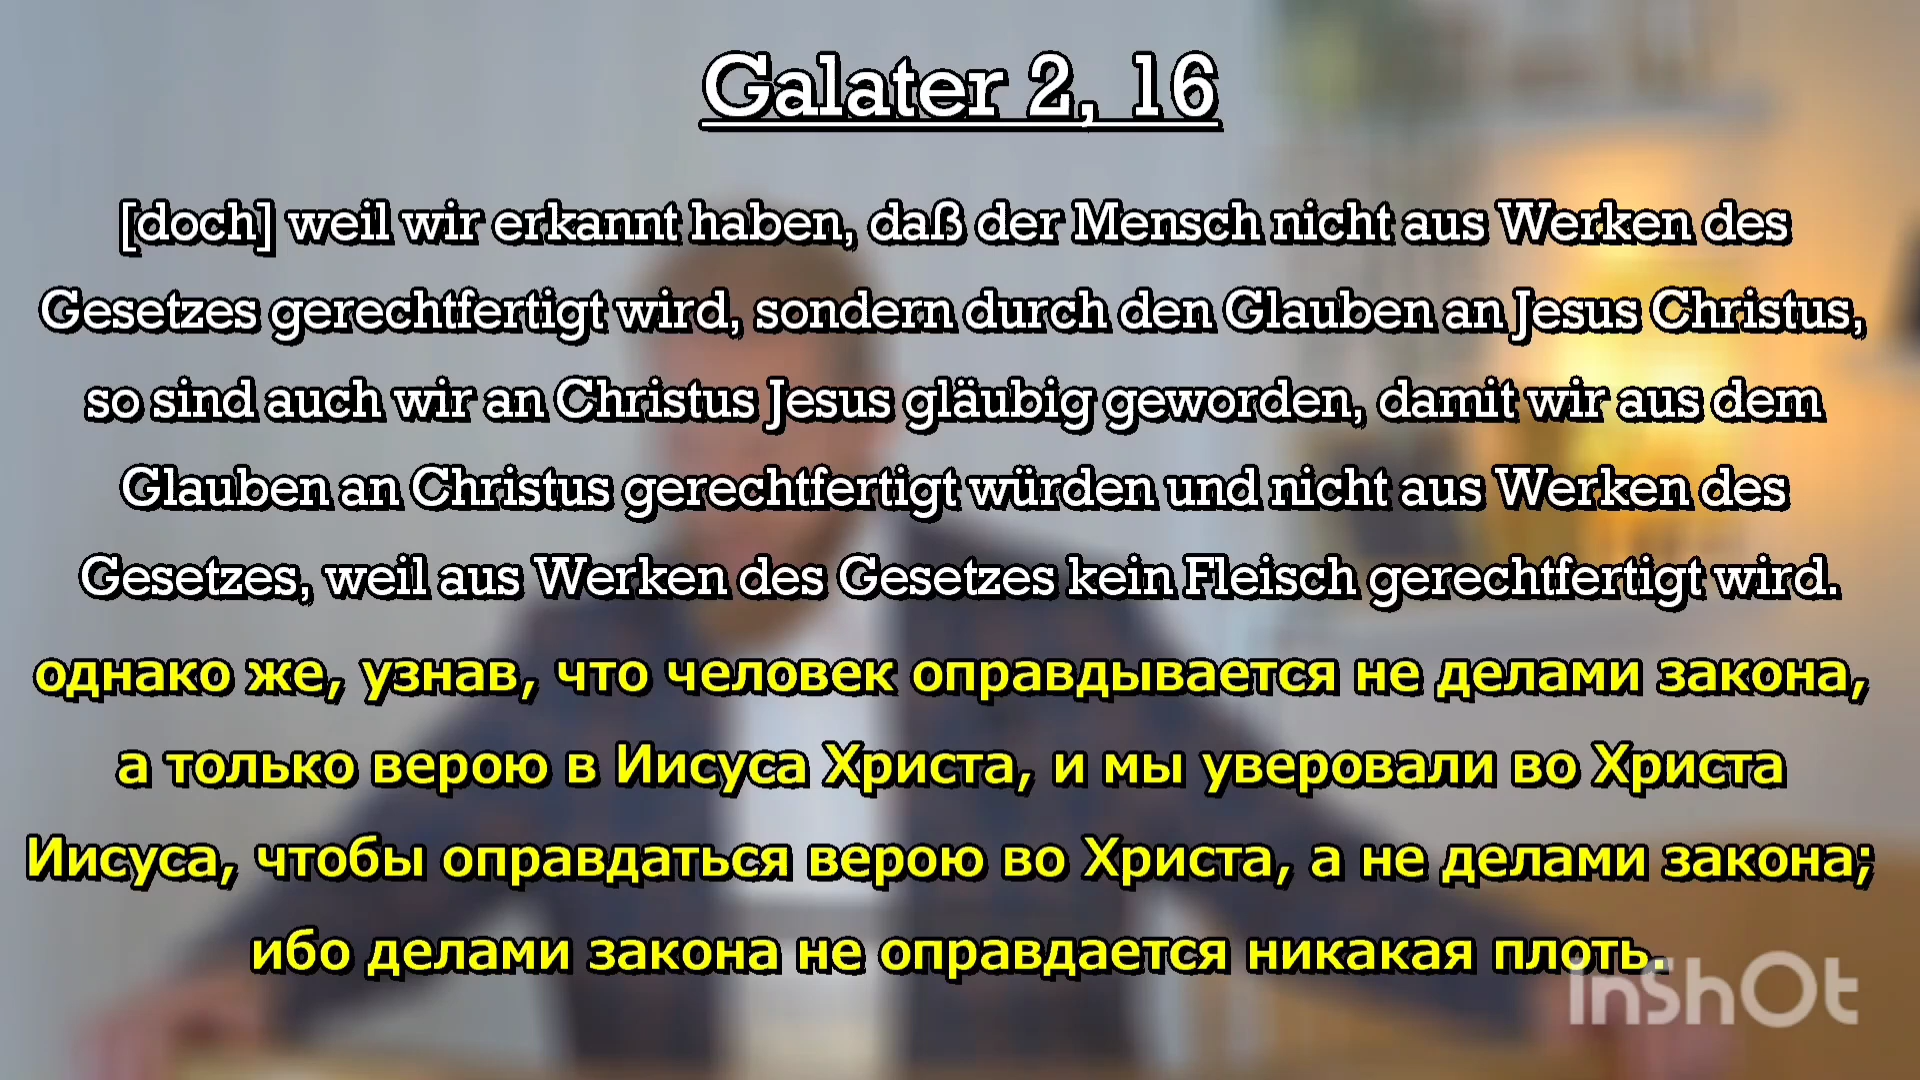 Galater 2, 16
[doch] weil wir erkannt haben, daß der Mensch nicht aus Werken des
Gesetzes gerechtfertigt wird, sondern durch den Glauben an Jesus Christus,
so sind auch wir an Christus Jesus gläubig geworden, damit wir aus dem
Glauben an Christus gerechtfertigt würden und nicht aus Werken des
Gesetzes, weil aus Werken des Gesetzes kein Fleisch gerechtfertigt wird.
однако же, узнав, что человек оправдывается не делами закона,
а только верою в Иисуса Христа, и мы уверовали во Христа
Иисуса, чтобы оправдаться верою во Христа, а не делами закона;
ибо делами закона не оправдается никакая плоть.
InShOt